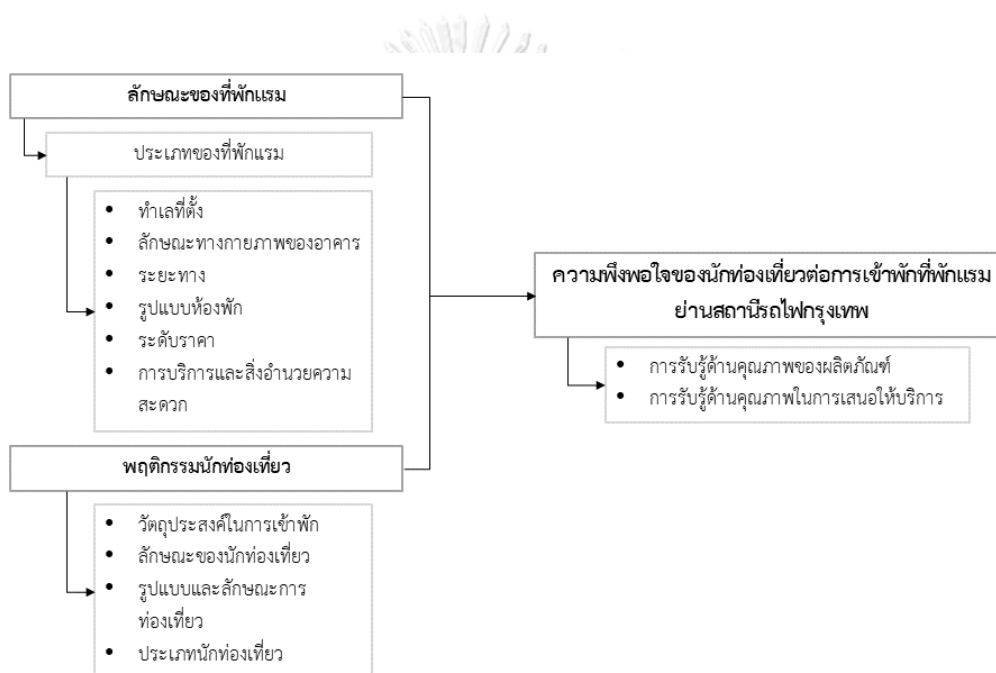 ลักษณะของที่พักแรม
ประเภทของที่พักแรม
• ทำเลที่ตั้ง
• ลักษณะทางกายภาพของอาคาร
• ระยะทาง
• รูปแบบห้องพัก
• ระดับราคา
• การบริการและสิ่งอำนวยความ
สะดวก
พฤติกรรมนักท่องเที่ยว
• วัตถุประสงค์ในการเข้าพัก
• ลักษณะของนักท่องเที่ยว
• รูปแบบและลักษณะการ
ท่องเที่ยว
• ประเภทนักท่องเที่ยว
ความพึงพอใจของนักท่องเที่ยวต่อการเข้าพักที่พักแรม
ย่านสถานีรถไฟกรุงเทพ
• การรับรู้ด้านคุณภาพของผลิตภัณฑ์
• การรับรู้ด้านคุณภาพในการเสนอให้บริการ